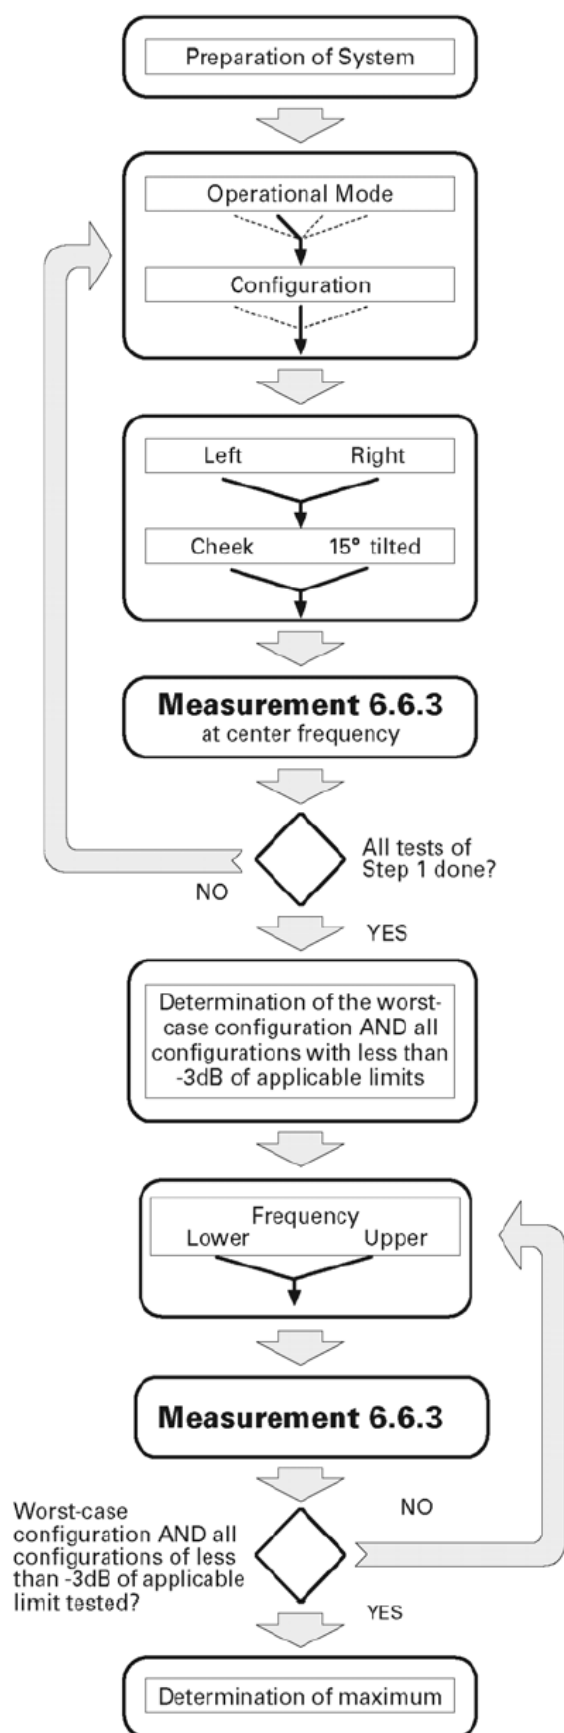 Preparation of System
Operational Mode
Configuration
Left Right
Cheek 15° tilted
Measurement 6.6.3
at center frequency
All tests of
Step 1 done?
NO
YES
Determination of the worst-
case configuration AND all
configurations with less than
-3dB of applicable limits
Frequency
Lower Upper
Measurement 6.6.3
NO
Worst-case
configuration AND all
configurations of less
than -3dB of applicable
limit tested?
YES
Determination of maximum